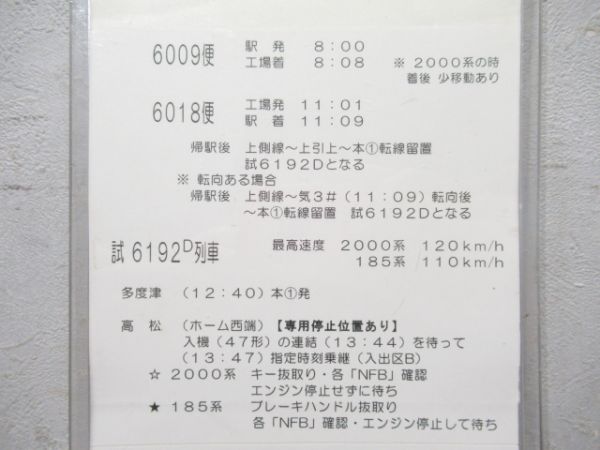 6009便 駅発 8:00
工場着 8:08 ※ 2000系の時
着後 少移動あり
6018便 工場発 11:01
駅着 11:09
帰駅後 上側線～上引上～本①転線留置
試6192Dとなる
※ 転向ある場合
帰駅後 上側線～気3#（11:09）転向後
～本①転線留置 試6192Dとなる
試 6192D列車 最高速度 2000系 120km/h
185系 110km/h
多度津 （12:40）本①発
高松 （ホーム西端）【専用停止位置あり】
入機（47形）の連結（13:44）を待って
（13:47）指定時刻乗継（入出区B）
☆ 2000系 キー抜取り・各「NFB」確認
エンジン停止せずに待ち
★ 185系 ブレーキハンドル抜取り
各「NFB」確認・エンジン停止して待ち